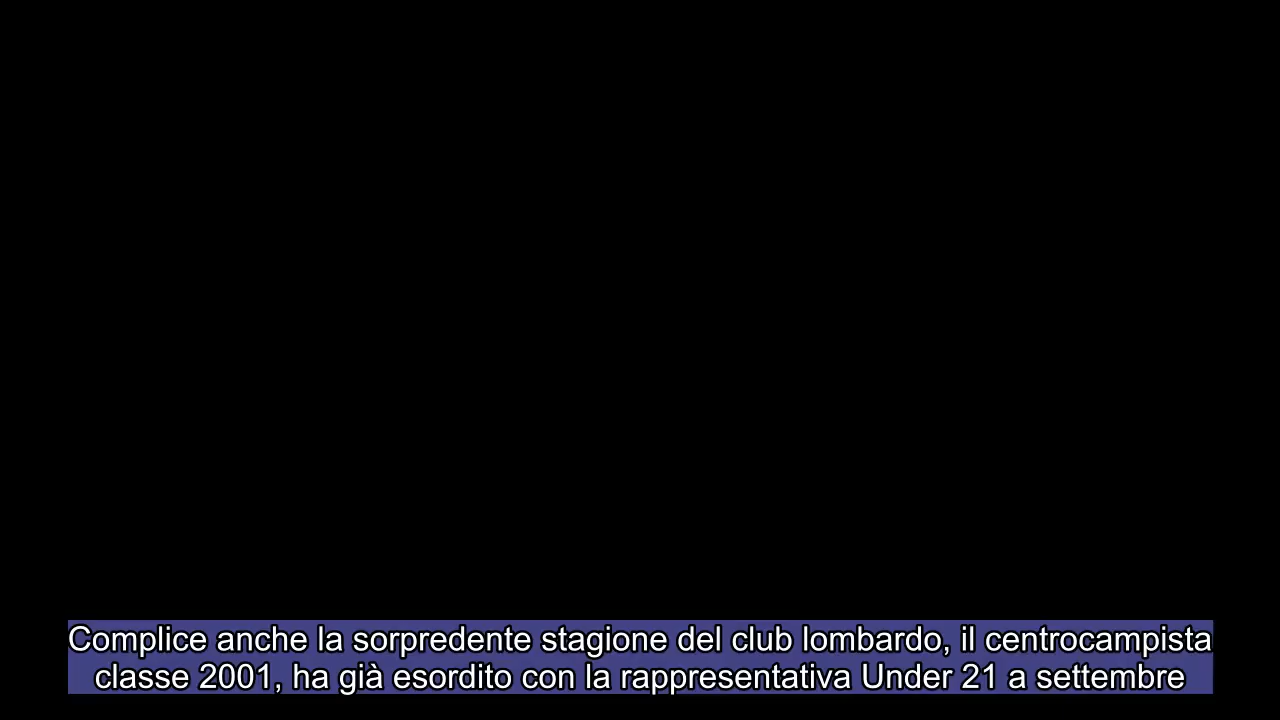 Complice anche la sorpredente stagione del club lombardo, il centrocampista
classe 2001, ha già esordito con la rappresentativa Under 21 a settembre